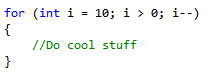 for (int i = 10; i > 0; i--)
{
    //Do cool stuff
}